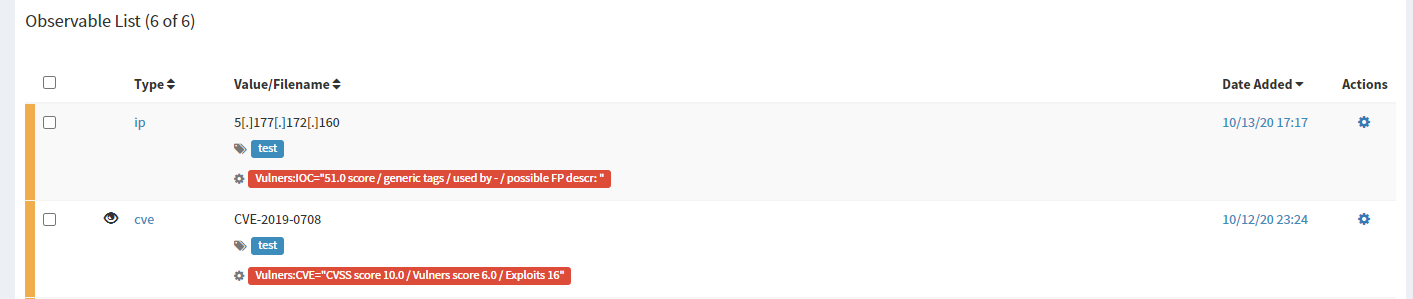 Observable List (6 of 6)
Type Value/Filename Date Added Actions
ip 5[.]177[.]172[.]160 10/13/20 17:17
test
Vulners:IOC="51.0 score / generic tags / used by - / possible FP descr: "
cve CVE-2019-0708 10/12/20 23:24
test
Vulners:CVE="CVSS score 10.0 / Vulners score 6.0 / Exploits 16"